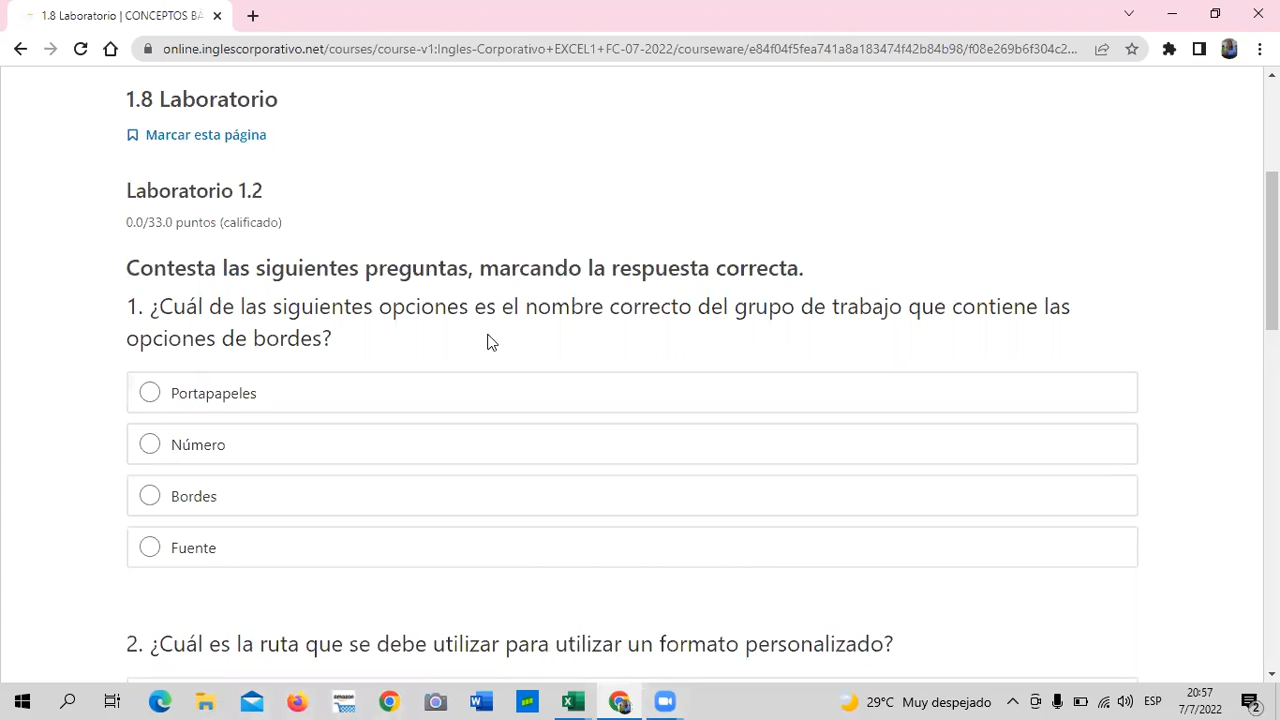 1.8 Laboratorio | CONCEPTOS BÁ
online.inglescorporativo.net/courses/course-v1:Ingles-Corporativo+EXCEL1+FC-07-2022/courseware/e84f04f5fea741a8a183474f42b84b98/f08e269b6f304c2...
1.8 Laboratorio
Marcar esta página
Laboratorio 1.2
0.0/33.0 puntos (calificado)
Contesta las siguientes preguntas, marcando la respuesta correcta.
1. ¿Cuál de las siguientes opciones es el nombre correcto del grupo de trabajo que contiene las
opciones de bordes?
Portapapeles
Número
Bordes
Fuente
2. ¿Cuál es la ruta que se debe utilizar para utilizar un formato personalizado?
amazon
29°C Muy despejado
ESP
20:57
7/7/2022
2